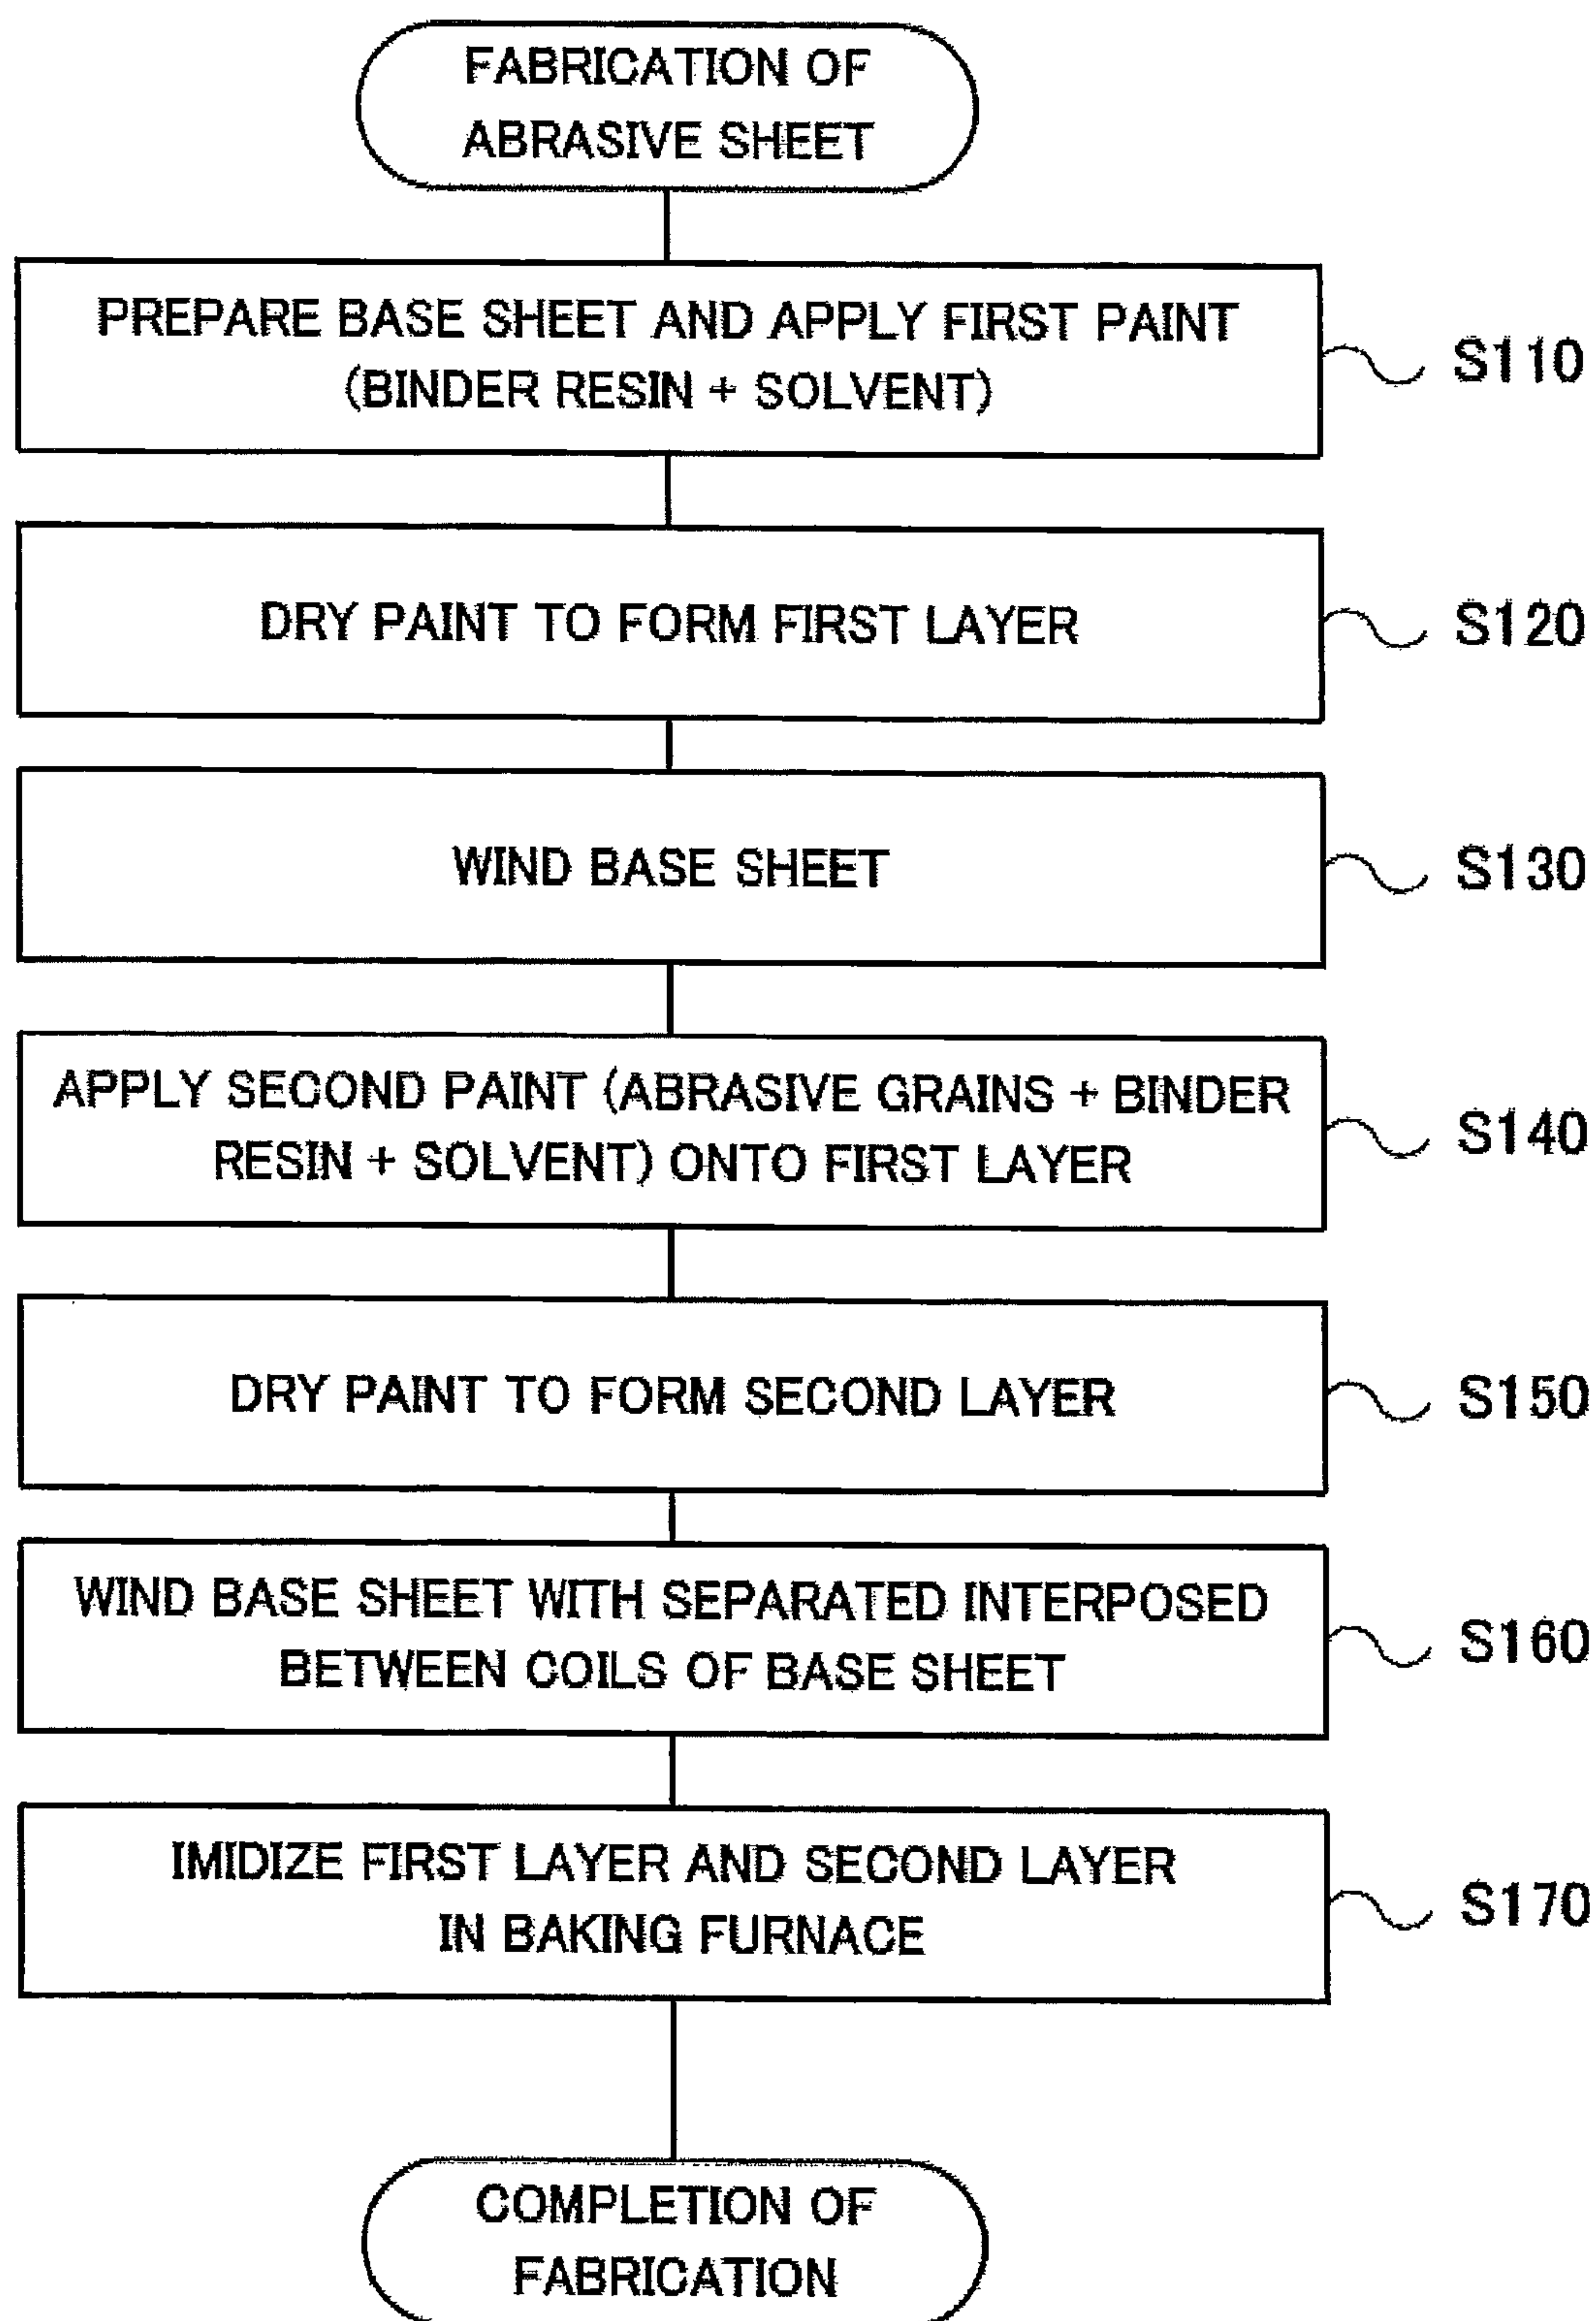 FABRICATION OF
ABRASIVE SHEET
PREPARE BASE SHEET AND APPLY FIRST PAINT
(BINDER RESIN + SOLVENT)
S110
DRY PAINT TO FORM FIRST LAYER
S120
WIND BASE SHEET
S130
APPLY SECOND PAINT (ABRASIVE GRAINS + BINDER
RESIN + SOLVENT) ONTO FIRST LAYER
S140
DRY PAINT TO FORM SECOND LAYER
S150
WIND BASE SHEET WITH SEPARATED INTERPOSED
BETWEEN COILS OF BASE SHEET
S160
IMIDIZE FIRST LAYER AND SECOND LAYER
IN BAKING FURNACE
S170
COMPLETION OF
FABRICATION